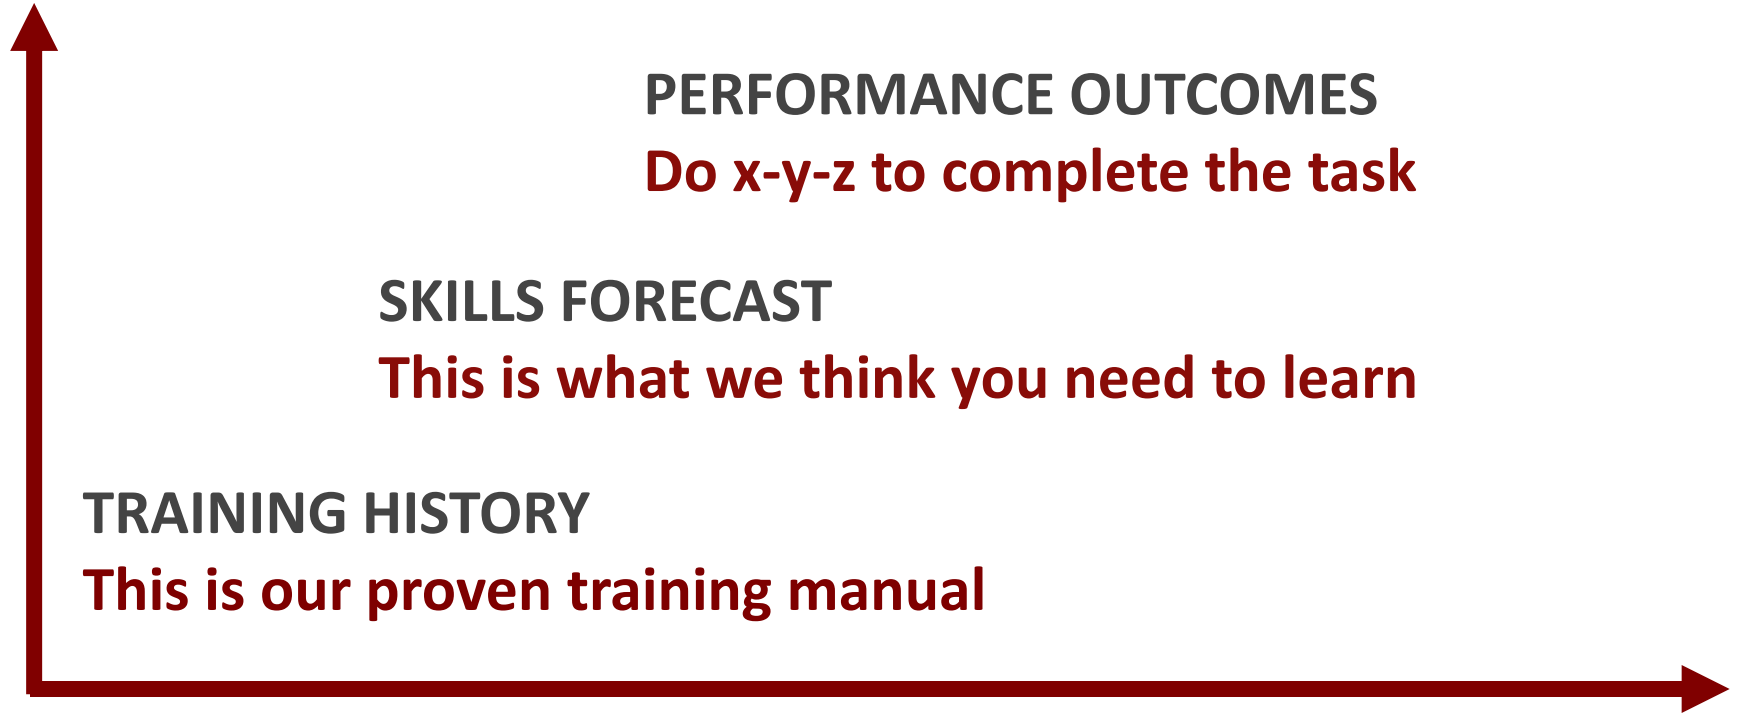 PERFORMANCE OUTCOMES
Do x-y-z to complete the task
SKILLS FORECAST
This is what we think you need to learn
TRAINING HISTORY
This is our proven training manual